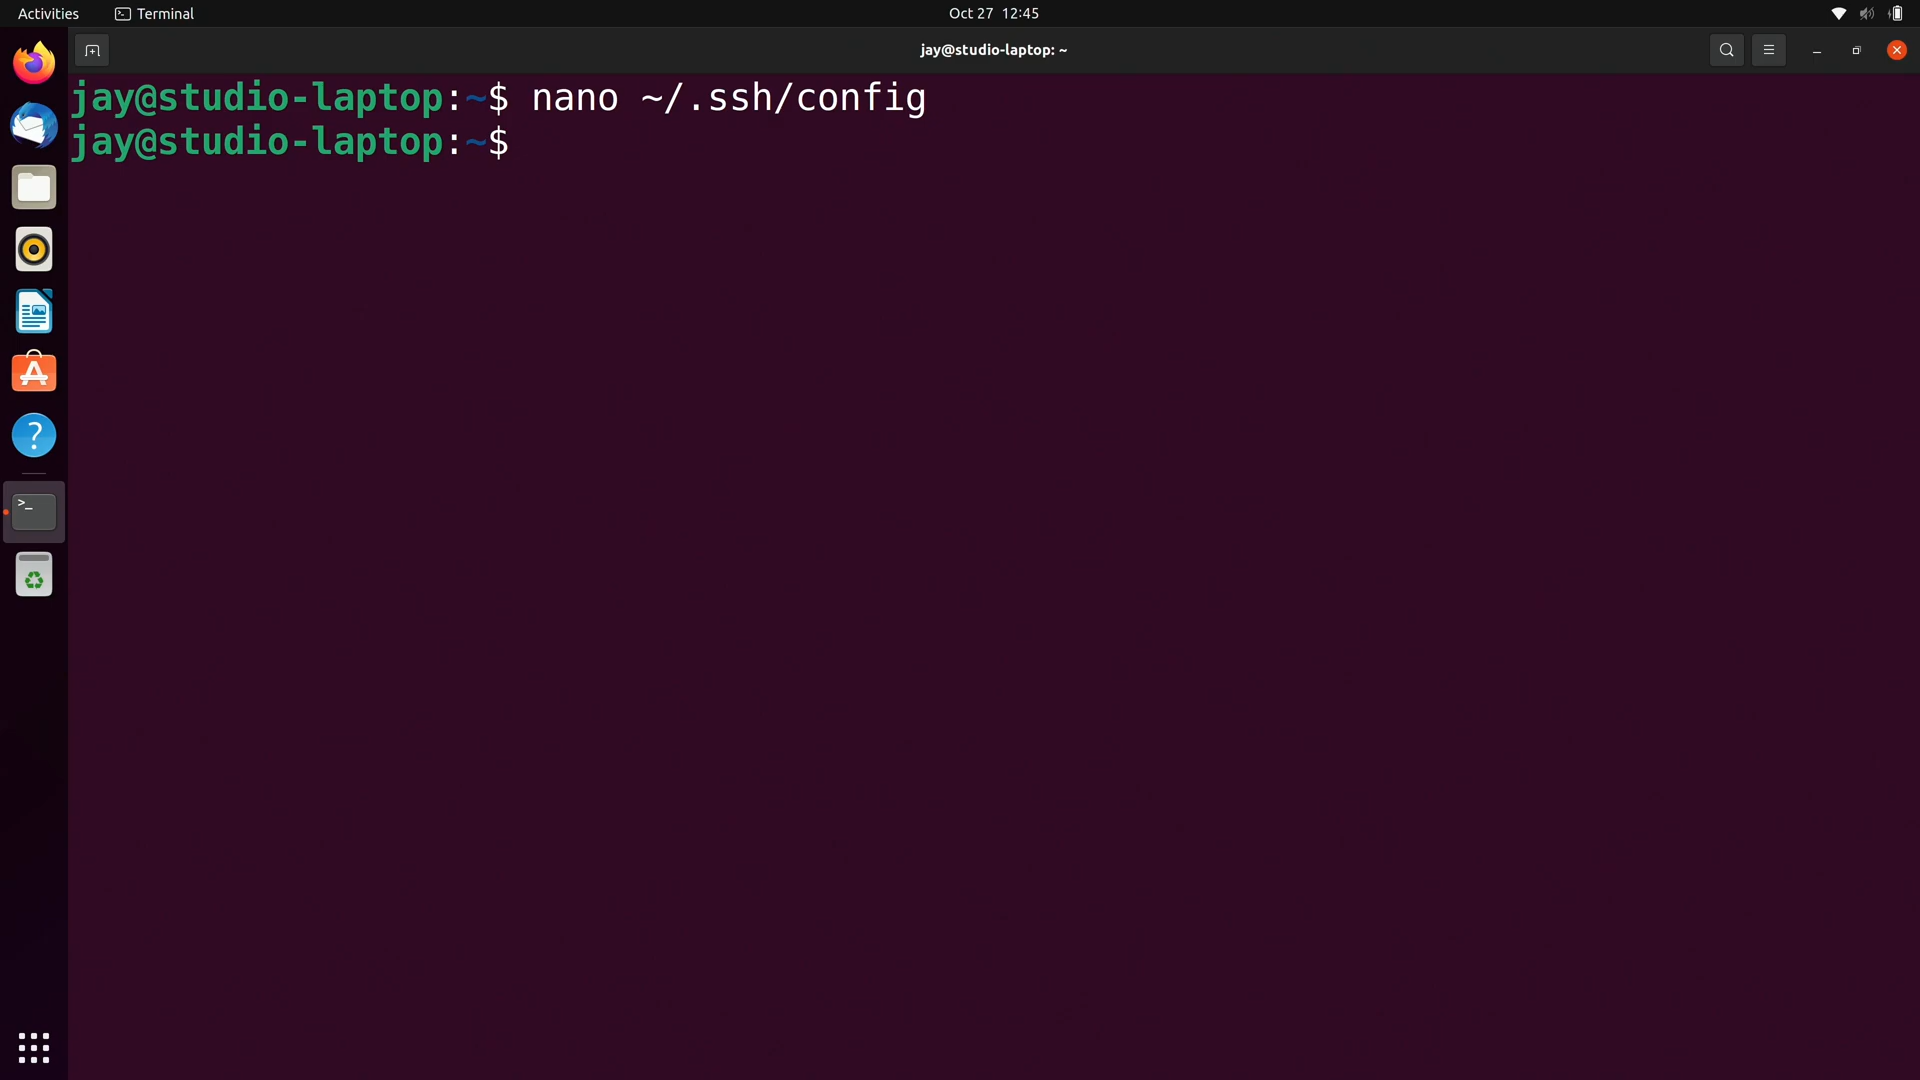 Activities
Terminal
Oct 27 12:45
jay@studio-laptop: ~
jay@studio-laptop:~$ nano ~/.ssh/config
jay@studio-laptop:~$